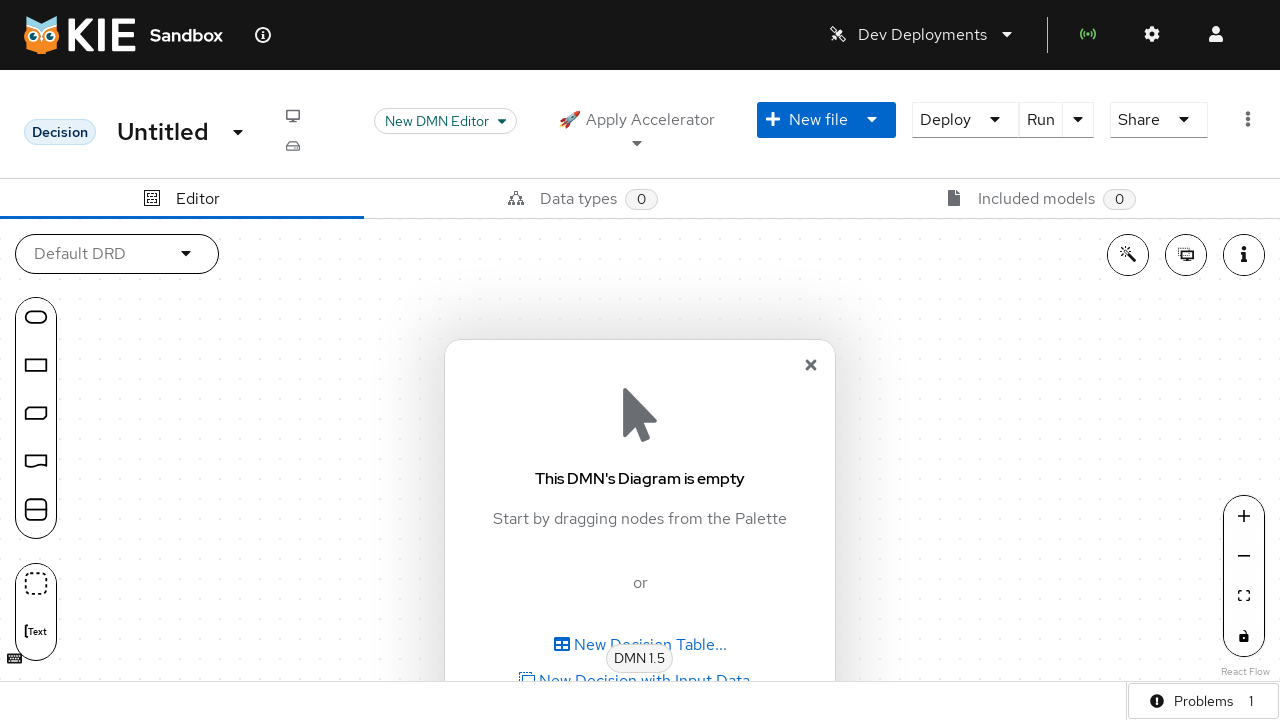 KIE Sandbox
Dev Deployments
Decision
Untitled
New DMN Editor
🚀 Apply Accelerator
New file
Deploy
Run
Share
Editor
Data types 0
Included models 0
Default DRD
This DMN's Diagram is empty
Start by dragging nodes from the Palette
or
New Decision Table...
DMN 1.5
New Decision with Input Data...
Text
React Flow
Problems 1